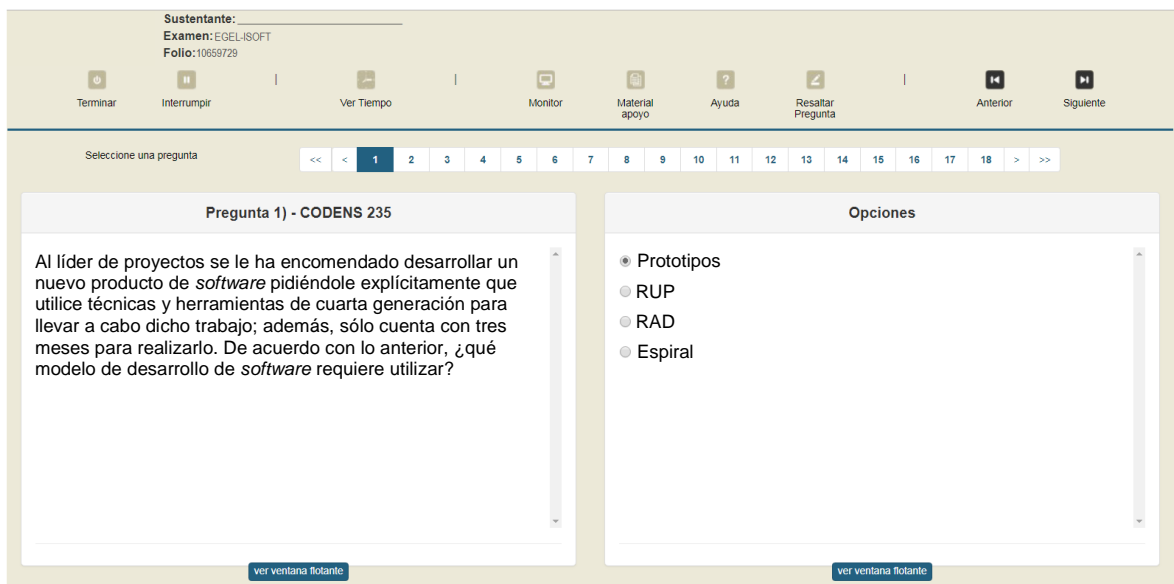 Sustentante:
Examen: EGEL-ISOFT
Folio: 10659729
Terminar
Interrumpir
|
Ver Tiempo
|
Monitor
Material apoyo
Ayuda
Resaltar Pregunta
|
Anterior
Siguiente
Seleccione una pregunta
<< < 1 2 3 4 5 6 7 8 9 10 11 12 13 14 15 16 17 18 > >>
Pregunta 1) - CODENS 235
Al líder de proyectos se le ha encomendado desarrollar un
nuevo producto de software pidiéndole explícitamente que
utilice técnicas y herramientas de cuarta generación para
llevar a cabo dicho trabajo; además, sólo cuenta con tres
meses para realizarlo. De acuerdo con lo anterior, ¿qué
modelo de desarrollo de software requiere utilizar?
ver ventana flotante
Opciones
Prototipos
RUP
RAD
Espiral
ver ventana flotante